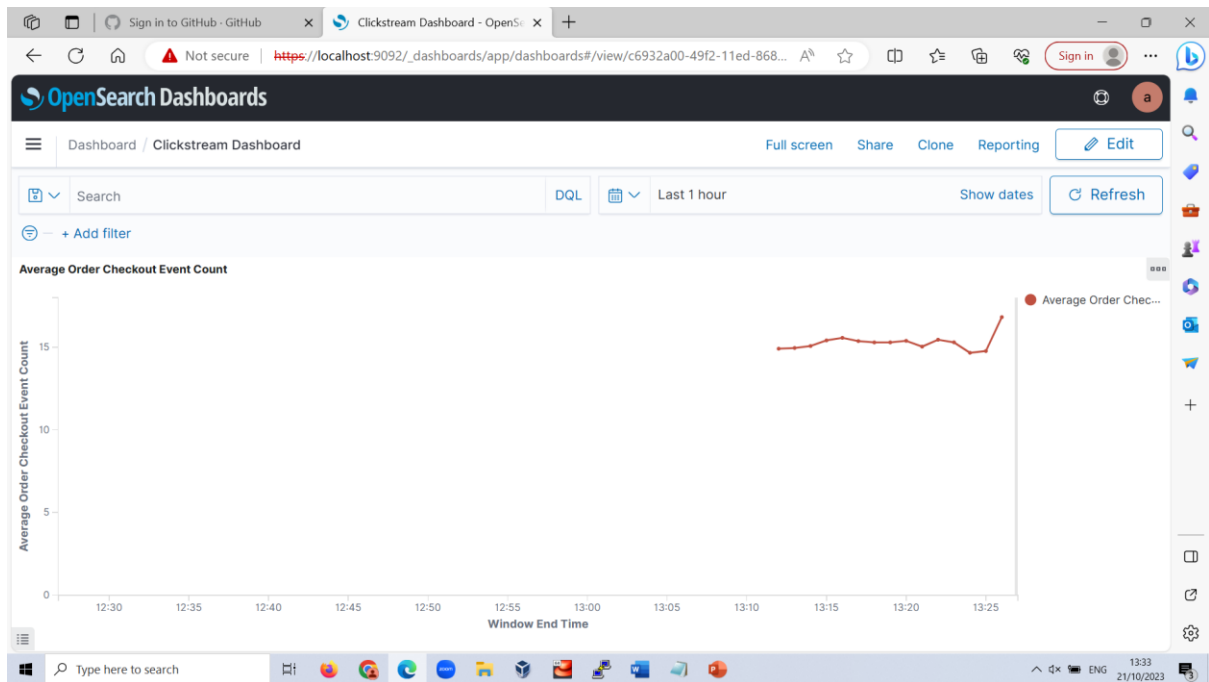 Sign in to GitHub · GitHub
Clickstream Dashboard - OpenSe
Not secure https://localhost:9092/_dashboards/app/dashboards#/view/c6932a00-49f2-11ed-868... Sign in
OpenSearch Dashboards
a
Dashboard / Clickstream Dashboard Full screen Share Clone Reporting Edit
Search DQL Last 1 hour Show dates Refresh
+ Add filter
Average Order Checkout Event Count
Average Order Chec...
Average Order Checkout Event Count
15
10
5
0
12:30 12:35 12:40 12:45 12:50 12:55 13:00 13:05 13:10 13:15 13:20 13:25
Window End Time
Type here to search
ENG
13:33
21/10/2023
3